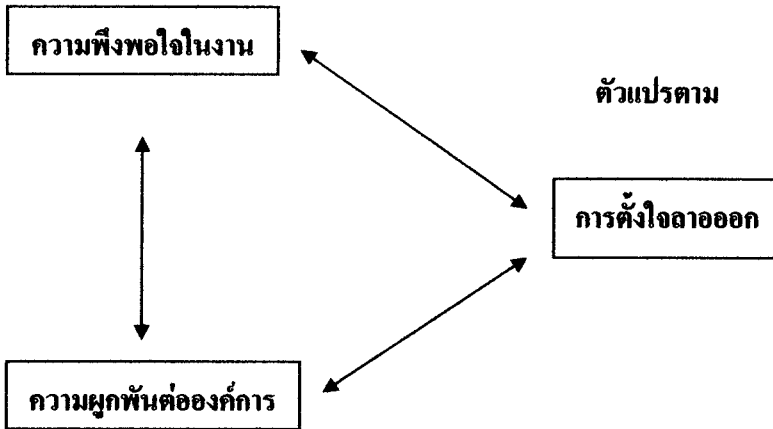 ความพึงพอใจในงาน
ตัวแปรตาม
การตั้งใจลาออก
ความผูกพันต่อองค์การ